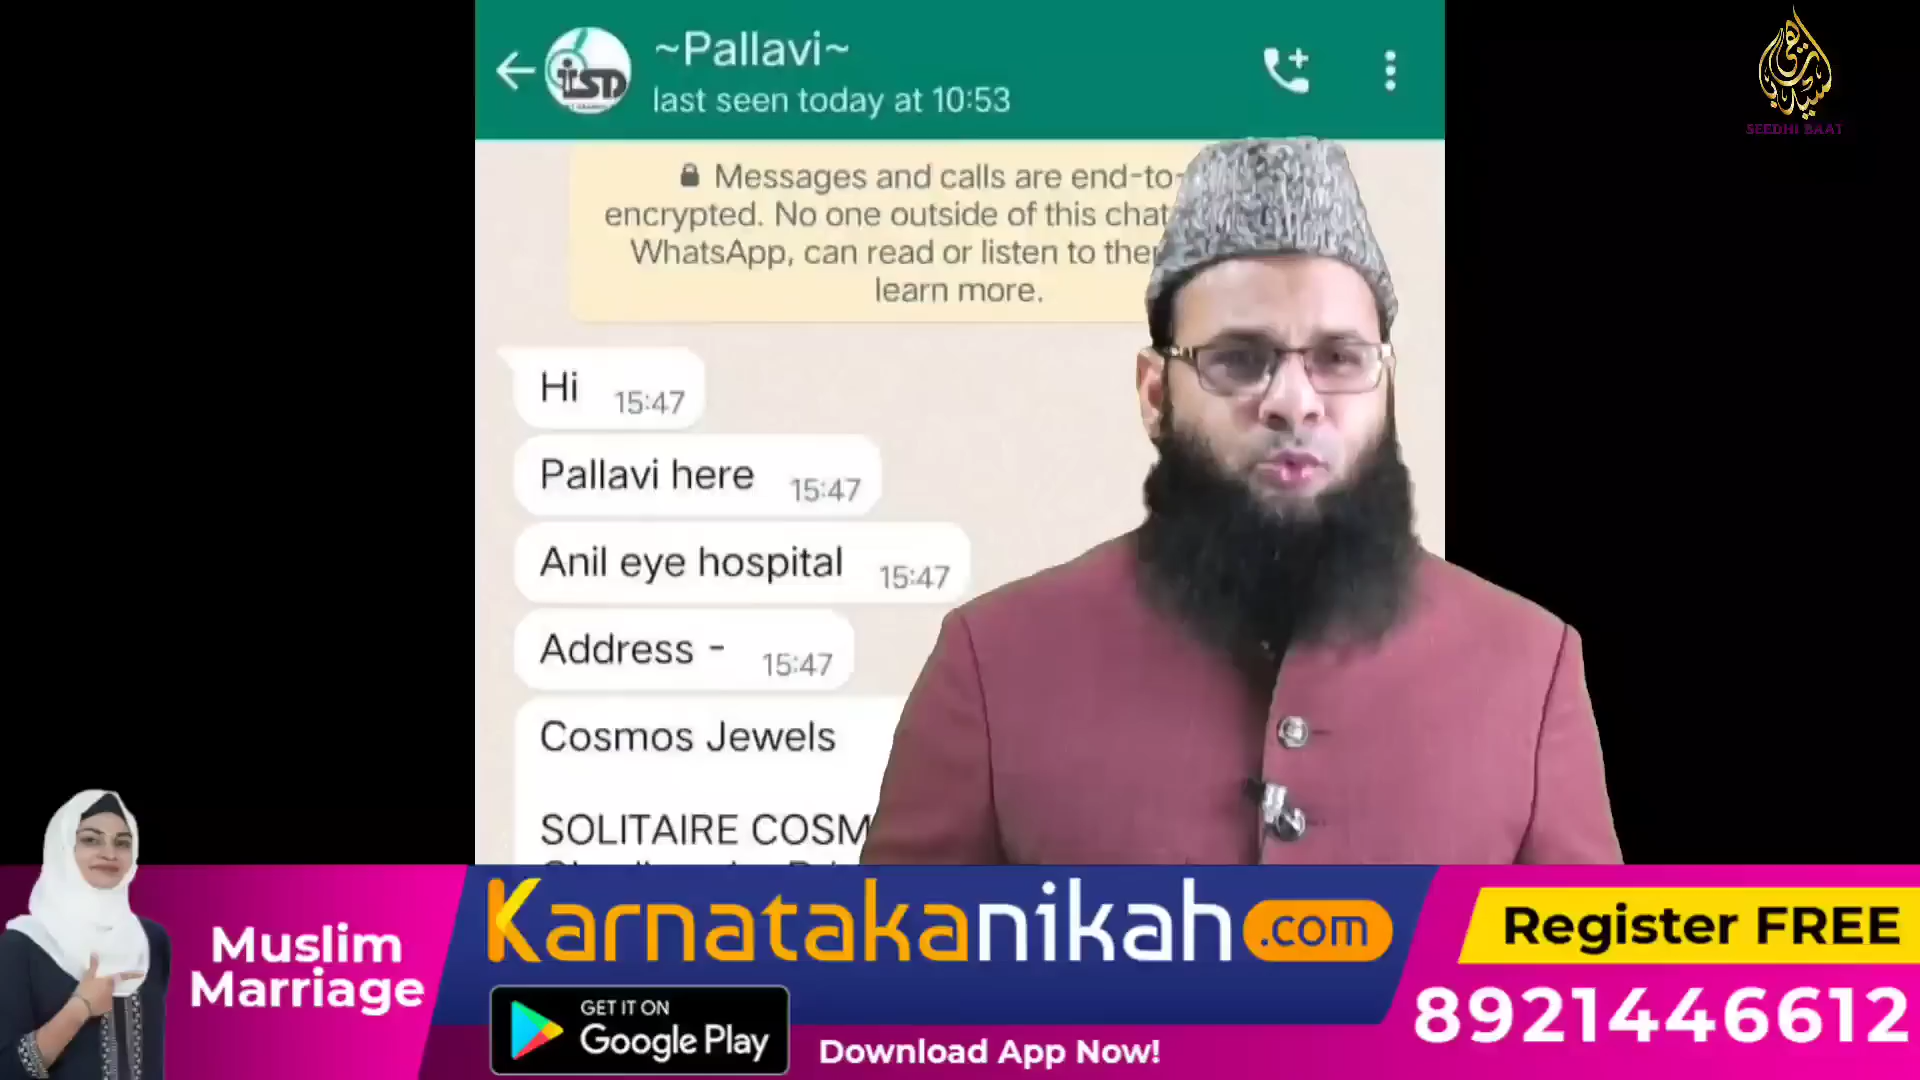 ~Pallavi~
last seen today at 10:53
iTSD
SEEDHI BAAT
Messages and calls are end-to-
encrypted. No one outside of this chat
WhatsApp, can read or listen to
learn more.
Hi 15:47
Pallavi here 15:47
Anil eye hospital 15:47
Address - 15:47
Cosmos Jewels
SOLITAIRE COSM
Muslim
Marriage
Karnatakanikah.com
GET IT ON
Google Play
Download App Now!
Register FREE
8921446612